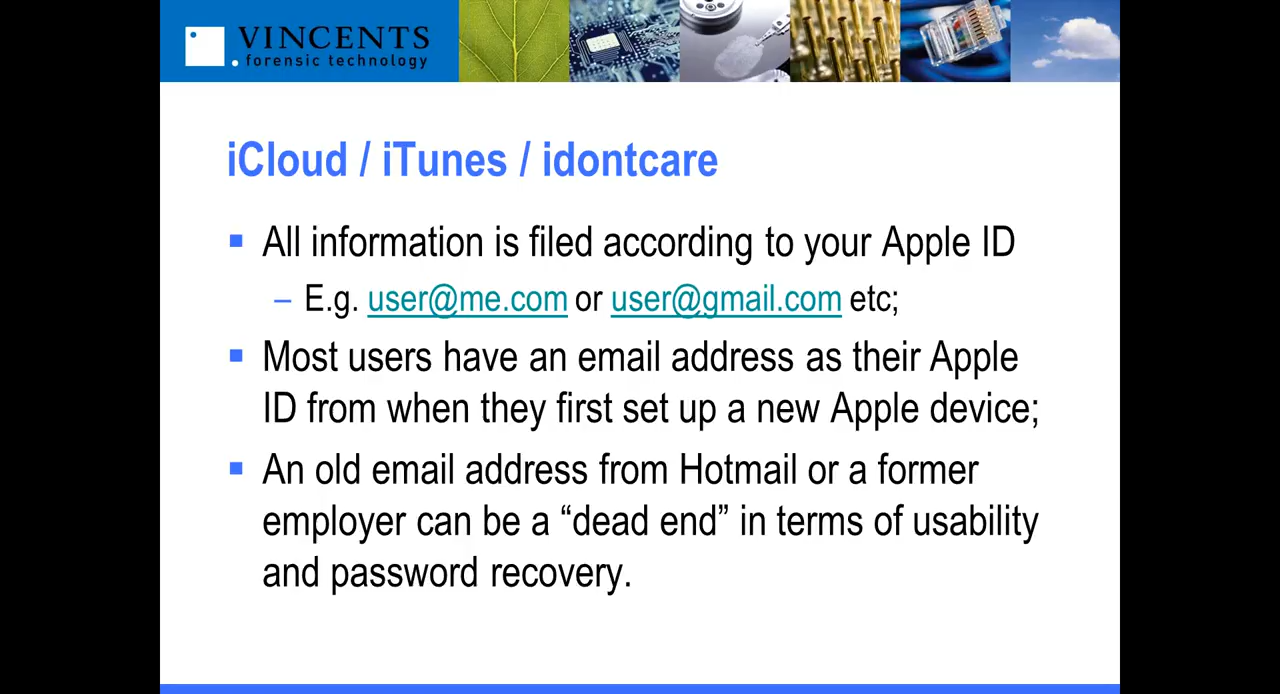 VINCENTS
forensic technology
iCloud / iTunes / idontcare
All information is filed according to your Apple ID
– E.g. user@me.com or user@gmail.com etc;
Most users have an email address as their Apple
ID from when they first set up a new Apple device;
An old email address from Hotmail or a former
employer can be a “dead end” in terms of usability
and password recovery.